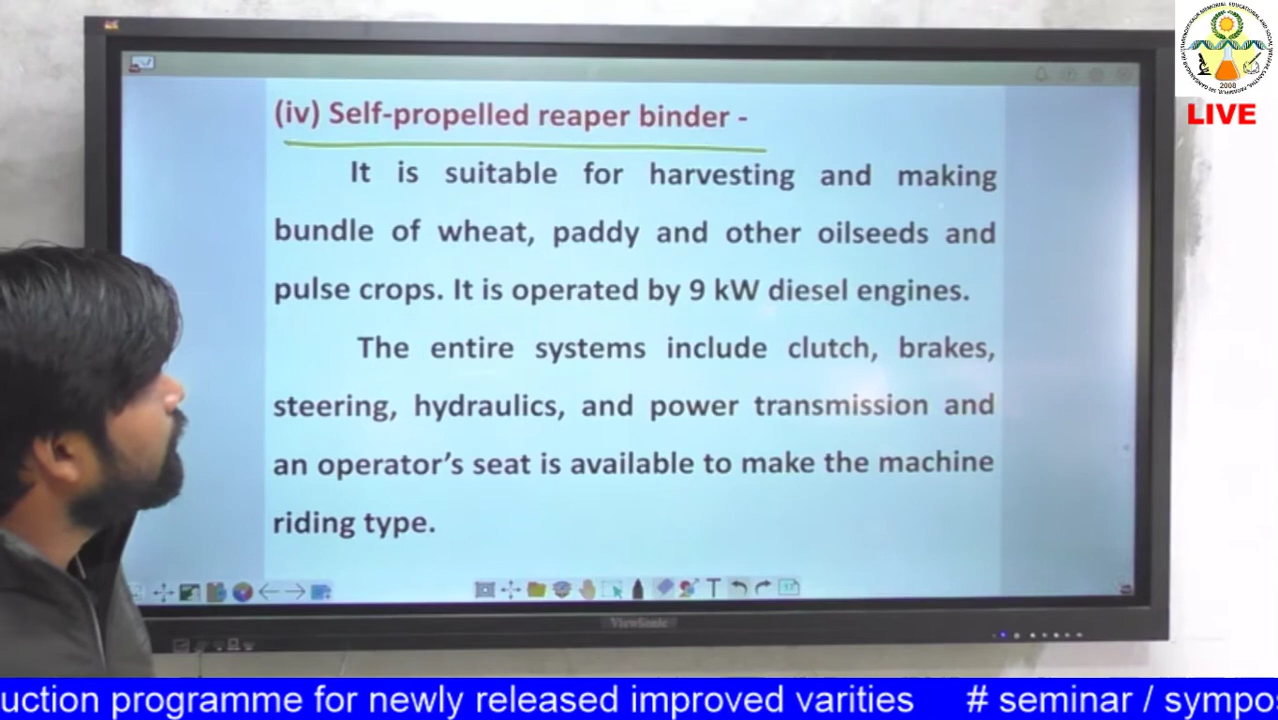 (iv) Self-propelled reaper binder -
It is suitable for harvesting and making
bundle of wheat, paddy and other oilseeds and
pulse crops. It is operated by 9 kW diesel engines.
The entire systems include clutch, brakes,
steering, hydraulics, and power transmission and
an operator's seat is available to make the machine
riding type.
ViewSonic
2008
LIVE
uction programme for newly released improved varities # seminar / sympos